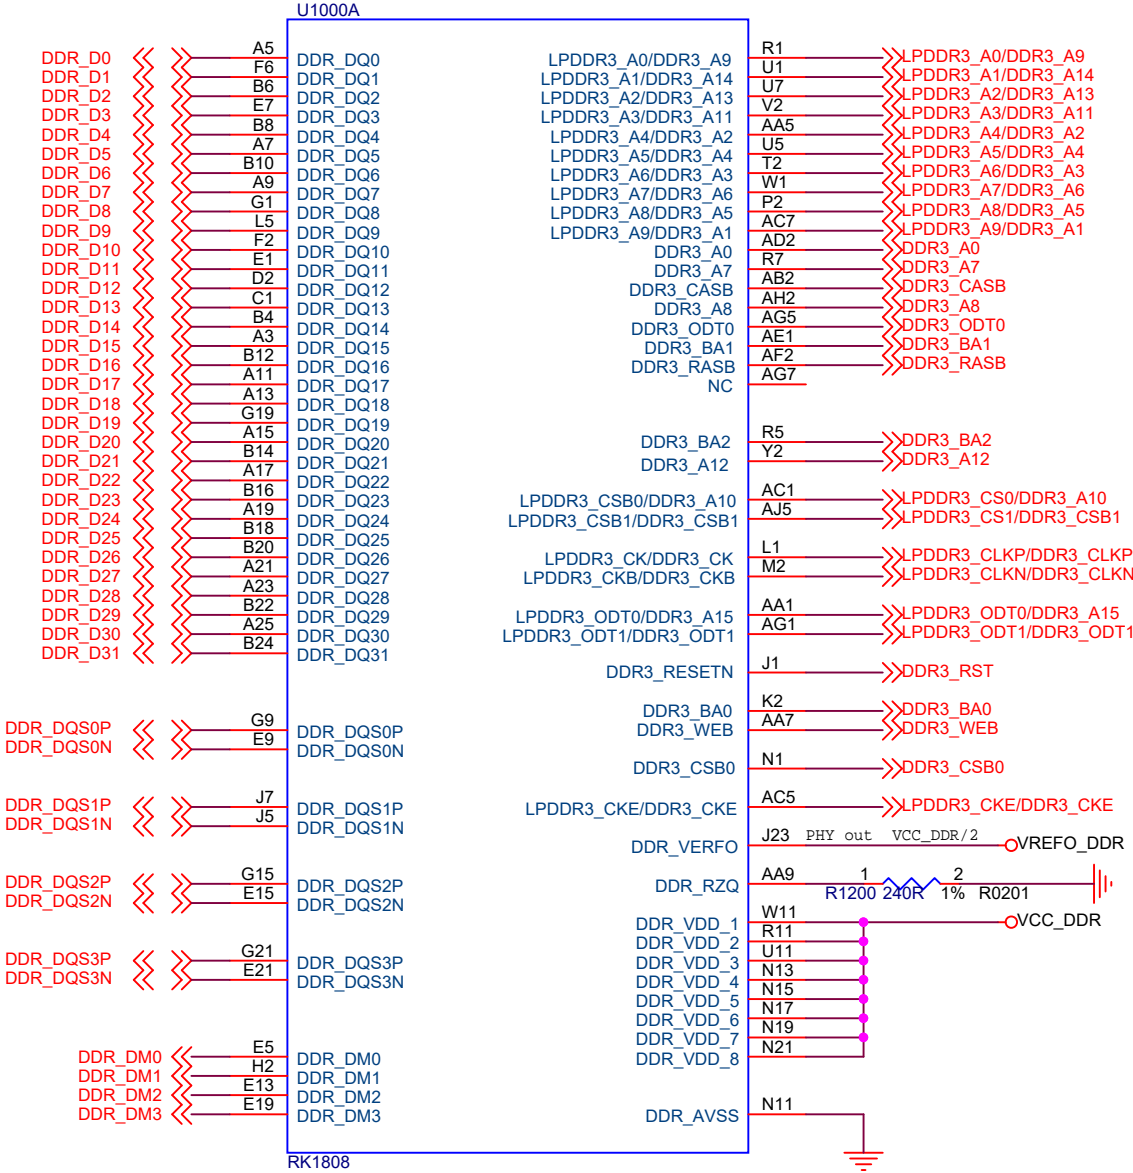 U1000A
DDR_D0 A5 DDR_DQ0 LPDDR3_A0/DDR3_A9 R1 LPDDR3_A0/DDR3_A9
DDR_D1 F6 DDR_DQ1 LPDDR3_A1/DDR3_A14 U1 LPDDR3_A1/DDR3_A14
DDR_D2 B6 DDR_DQ2 LPDDR3_A2/DDR3_A13 U7 LPDDR3_A2/DDR3_A13
DDR_D3 E7 DDR_DQ3 LPDDR3_A3/DDR3_A11 V2 LPDDR3_A3/DDR3_A11
DDR_D4 B8 DDR_DQ4 LPDDR3_A4/DDR3_A2 AA5 LPDDR3_A4/DDR3_A2
DDR_D5 A7 DDR_DQ5 LPDDR3_A5/DDR3_A4 U5 LPDDR3_A5/DDR3_A4
DDR_D6 B10 DDR_DQ6 LPDDR3_A6/DDR3_A3 T2 LPDDR3_A6/DDR3_A3
DDR_D7 A9 DDR_DQ7 LPDDR3_A7/DDR3_A6 W1 LPDDR3_A7/DDR3_A6
DDR_D8 G1 DDR_DQ8 LPDDR3_A8/DDR3_A5 P2 LPDDR3_A8/DDR3_A5
DDR_D9 L5 DDR_DQ9 LPDDR3_A9/DDR3_A1 AC7 LPDDR3_A9/DDR3_A1
DDR_D10 F2 DDR_DQ10 DDR3_A0 AD2 DDR3_A0
DDR_D11 E1 DDR_DQ11 DDR3_A7 R7 DDR3_A7
DDR_D12 D2 DDR_DQ12 DDR3_CASB AB2 DDR3_CASB
DDR_D13 C1 DDR_DQ13 DDR3_A8 AH2 DDR3_A8
DDR_D14 B4 DDR_DQ14 DDR3_ODT0 AG5 DDR3_ODT0
DDR_D15 A3 DDR_DQ15 DDR3_BA1 AE1 DDR3_BA1
DDR_D16 B12 DDR_DQ16 DDR3_RASB AF2 DDR3_RASB
DDR_D17 A11 DDR_DQ17 NC AG7
DDR_D18 A13 DDR_DQ18
DDR_D19 G19 DDR_DQ19
DDR_D20 A15 DDR_DQ20 DDR3_BA2 R5 DDR3_BA2
DDR_D21 B14 DDR_DQ21 DDR3_A12 Y2 DDR3_A12
DDR_D22 A17 DDR_DQ22
DDR_D23 B16 DDR_DQ23 LPDDR3_CSB0/DDR3_A10 AC1 LPDDR3_CS0/DDR3_A10
DDR_D24 A19 DDR_DQ24 LPDDR3_CSB1/DDR3_CSB1 AJ5 LPDDR3_CS1/DDR3_CSB1
DDR_D25 B18 DDR_DQ25
DDR_D26 B20 DDR_DQ26 LPDDR3_CK/DDR3_CK L1 LPDDR3_CLKP/DDR3_CLKP
DDR_D27 A21 DDR_DQ27 LPDDR3_CKB/DDR3_CKB M2 LPDDR3_CLKN/DDR3_CLKN
DDR_D28 A23 DDR_DQ28
DDR_D29 B22 DDR_DQ29 LPDDR3_ODT0/DDR3_A15 AA1 LPDDR3_ODT0/DDR3_A15
DDR_D30 A25 DDR_DQ30 LPDDR3_ODT1/DDR3_ODT1 AG1 LPDDR3_ODT1/DDR3_ODT1
DDR_D31 B24 DDR_DQ31
DDR3_RESETN J1 DDR3_RST
DDR3_BA0 K2 DDR3_BA0
DDR_DQS0P G9 DDR_DQS0P DDR3_WEB AA7 DDR3_WEB
DDR_DQS0N E9 DDR_DQS0N
DDR3_CSB0 N1 DDR3_CSB0
DDR_DQS1P J7 DDR_DQS1P LPDDR3_CKE/DDR3_CKE AC5 LPDDR3_CKE/DDR3_CKE
DDR_DQS1N J5 DDR_DQS1N
DDR_VERFO J23 PHY out VCC_DDR/2 VREFO_DDR
DDR_DQS2P G15 DDR_DQS2P DDR_RZQ AA9 1 2
DDR_DQS2N E15 DDR_DQS2N R1200 240R 1% R0201
DDR_VDD_1 W11 VCC_DDR
DDR_VDD_2 R11
DDR_DQS3P G21 DDR_DQS3P DDR_VDD_3 U11
DDR_DQS3N E21 DDR_DQS3N DDR_VDD_4 N13
DDR_VDD_5 N15
DDR_VDD_6 N17
DDR_VDD_7 N19
DDR_DM0 E5 DDR_DM0 DDR_VDD_8 N21
DDR_DM1 H2 DDR_DM1
DDR_DM2 E13 DDR_DM2
DDR_DM3 E19 DDR_DM3 DDR_AVSS N11
RK1808